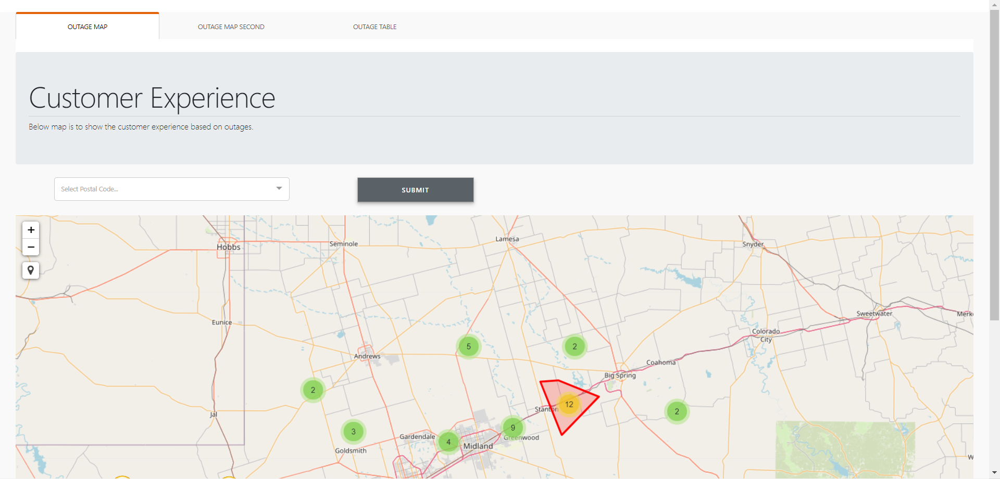 OUTAGE MAP
OUTAGE MAP SECOND
OUTAGE TABLE
Customer Experience
Below map is to show the customer experience based on outages.
Select Postal Code...
SUBMIT
+
−
Hobbs
Seminole
Lamesa
Snyder
Eunice
Sweetwater
Merk
Colorado
City
5
2
Andrews
Coahoma
Big Spring
2
12
Stanton
2
Jal
3
9
Gardendale
4
Greenwood
Midland
Goldsmith
W